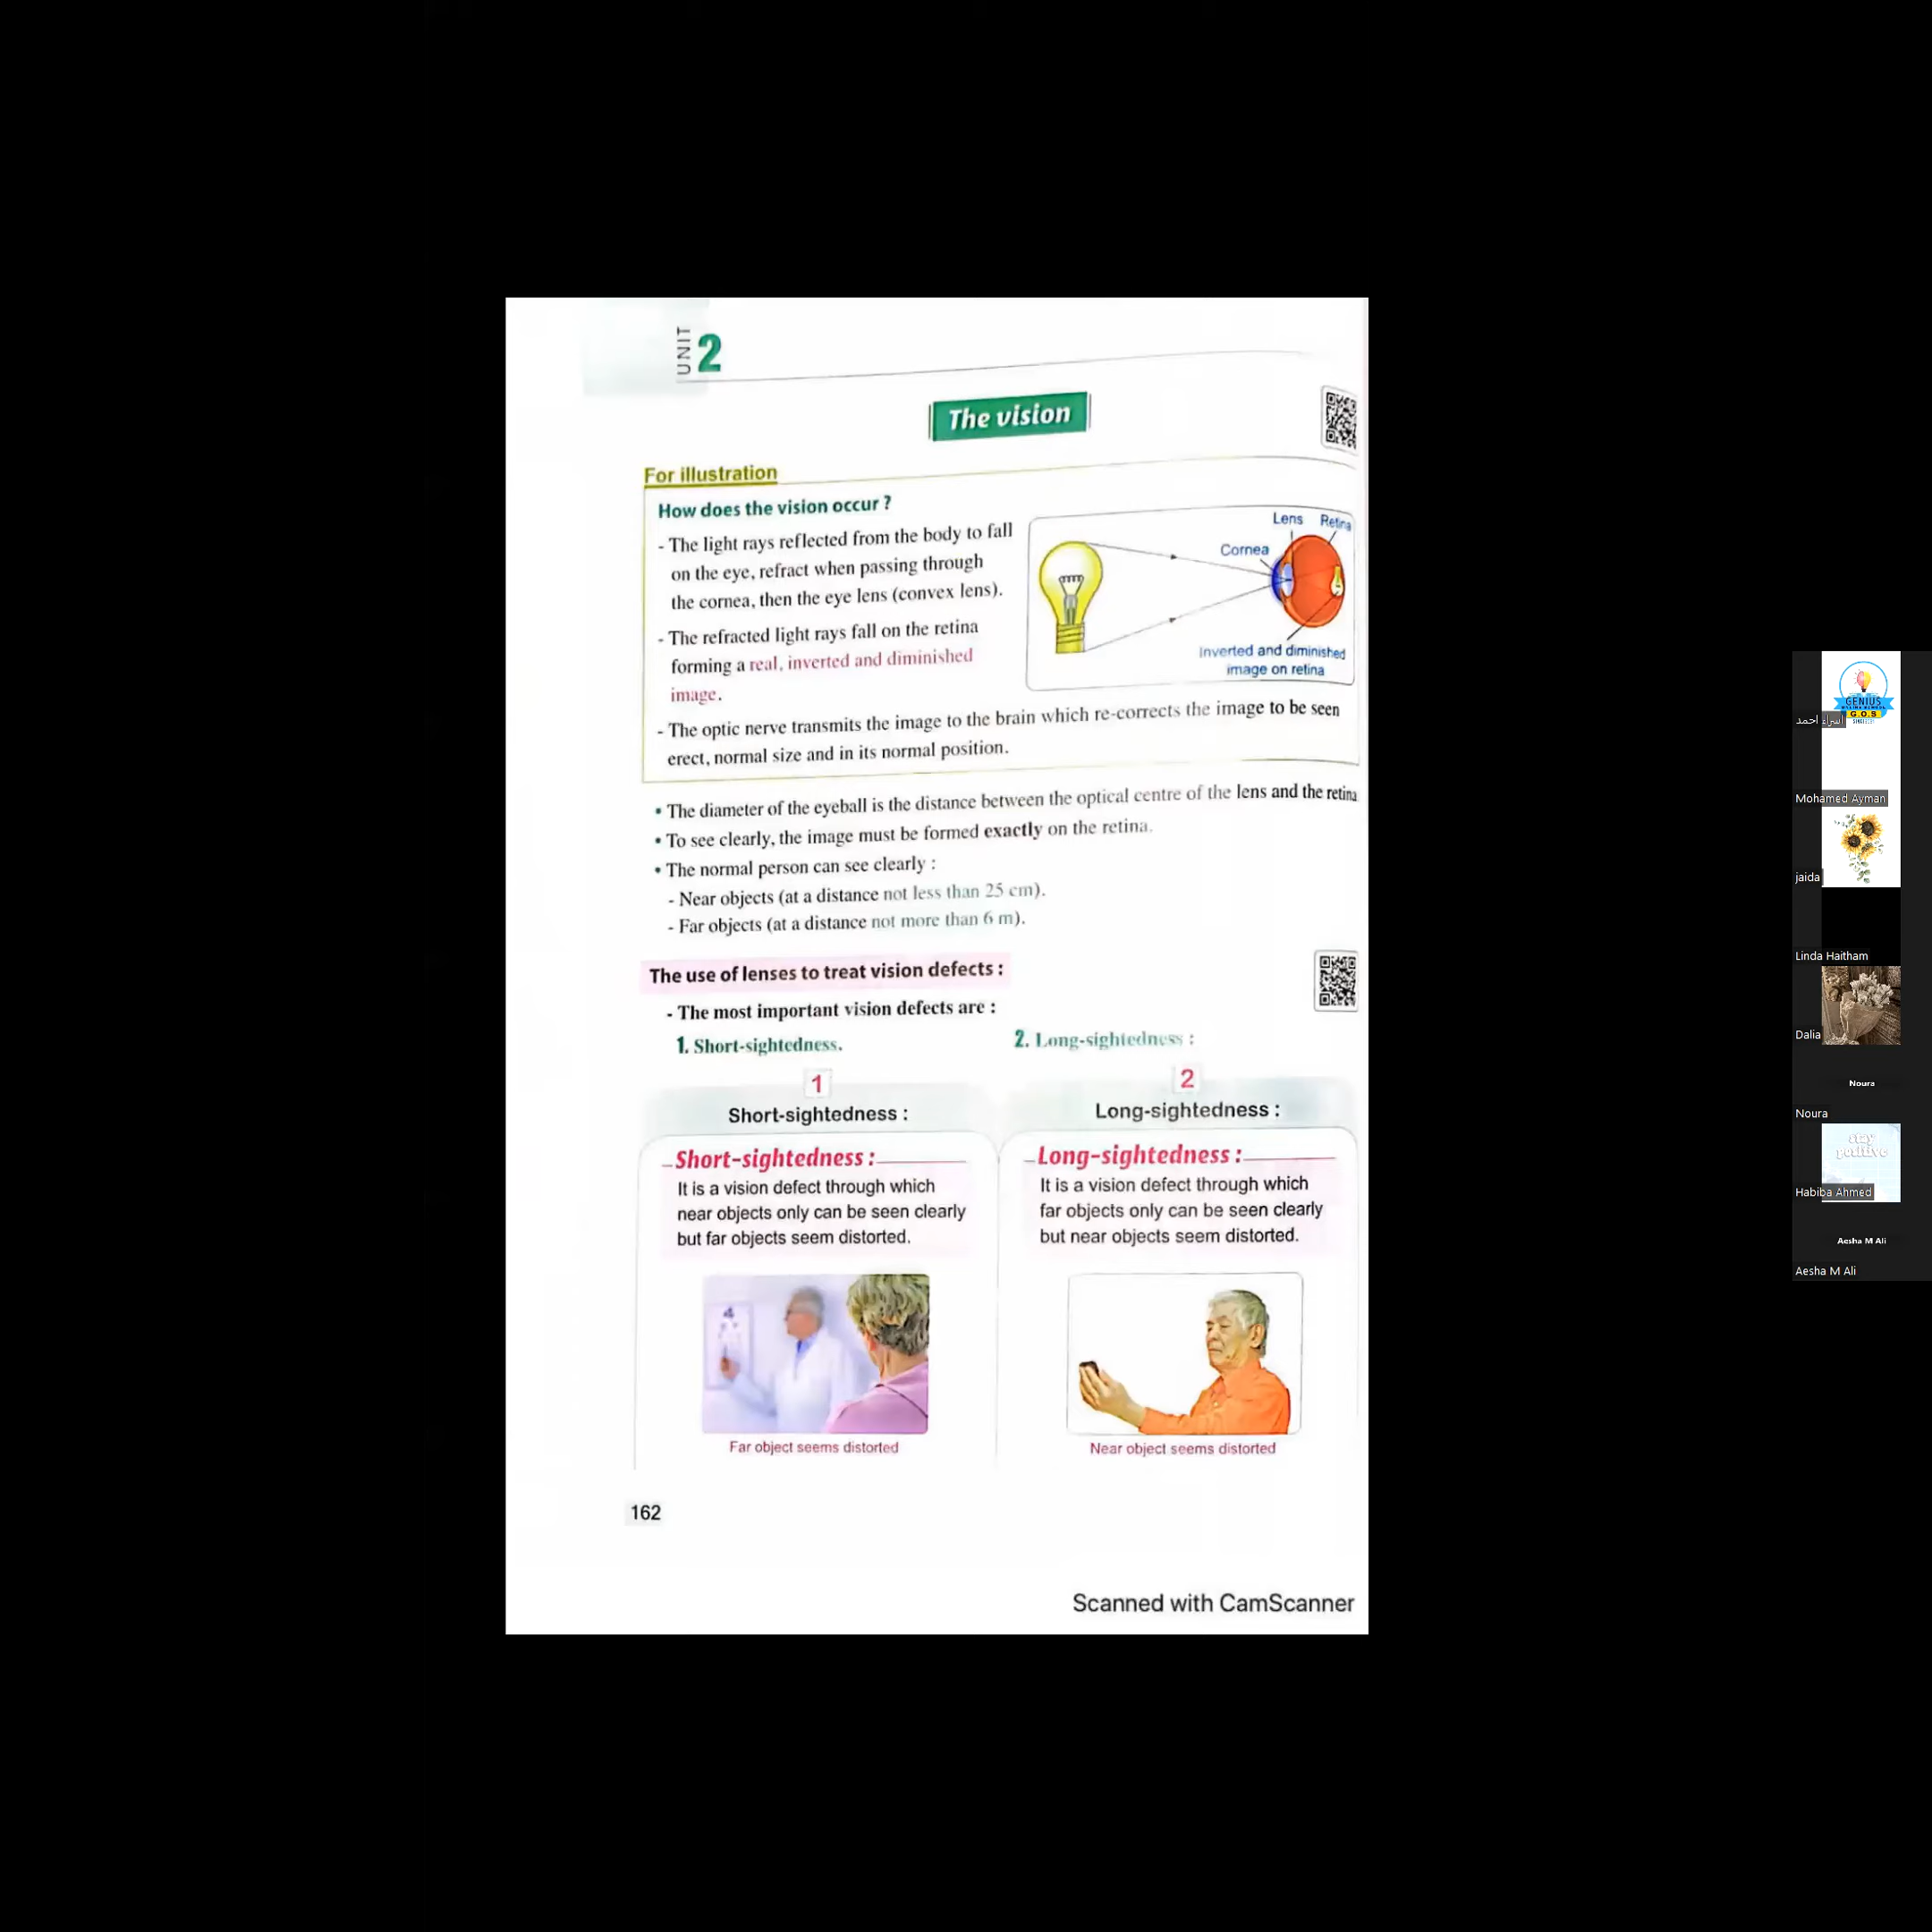 UNIT 2
The vision
For illustration
How does the vision occur ?
- The light rays reflected from the body to fall
on the eye, refract when passing through
the cornea, then the eye lens (convex lens).
- The refracted light rays fall on the retina
forming a real, inverted and diminished
image.
Lens Retina
Cornea
Inverted and diminished
image on retina
- The optic nerve transmits the image to the brain which re-corrects the image to be seen
erect, normal size and in its normal position.
• The diameter of the eyeball is the distance between the optical centre of the lens and the retina
• To see clearly, the image must be formed exactly on the retina.
• The normal person can see clearly :
- Near objects (at a distance not less than 25 cm).
- Far objects (at a distance not more than 6 m).
The use of lenses to treat vision defects :
- The most important vision defects are :
1. Short-sightedness.
2. Long-sightedness :
1
Short-sightedness :
Short-sightedness :
It is a vision defect through which
near objects only can be seen clearly
but far objects seem distorted.
Far object seems distorted
2
Long-sightedness :
Long-sightedness :
It is a vision defect through which
far objects only can be seen clearly
but near objects seem distorted.
Near object seems distorted
162
Scanned with CamScanner
GENIUS
G.O.S
اسراء احمد
Mohamed Ayman
jaida
Linda Haitham
Dalia
Noura
Noura
stay
positive
Habiba Ahmed
Aesha M Ali
Aesha M Ali